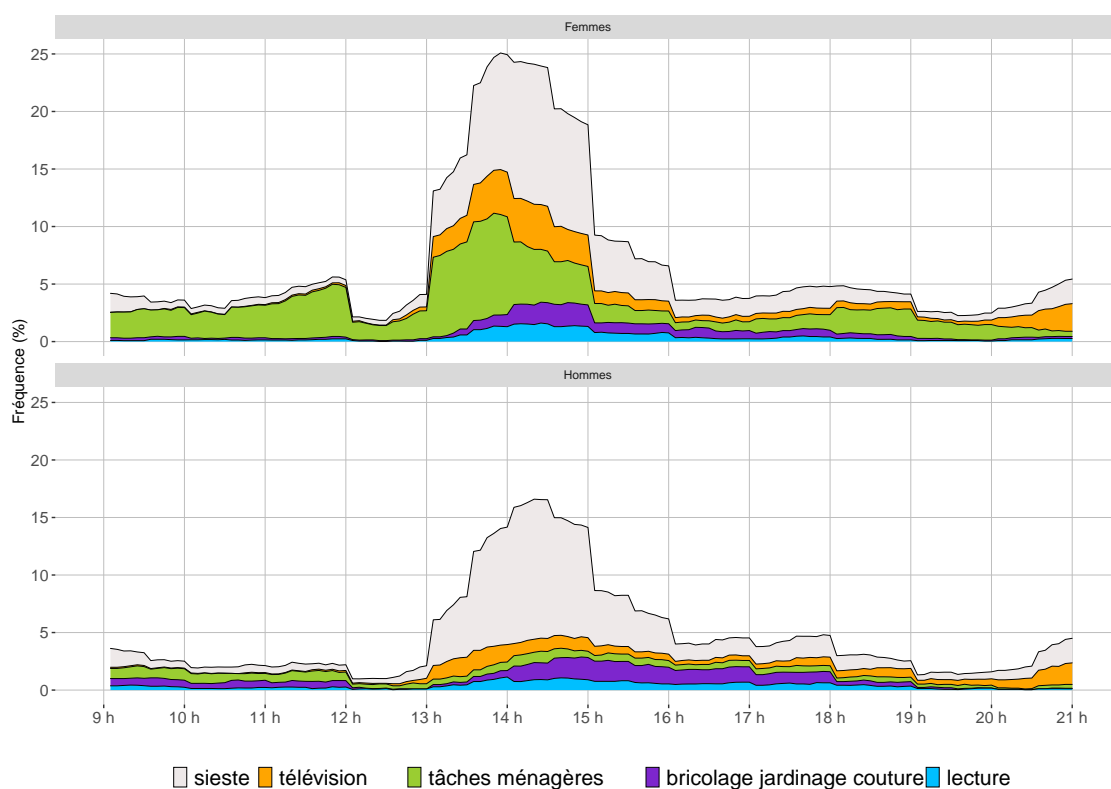 Femmes
25
20
15
10
5
0
Fréquence (%)
Hommes
25
20
15
10
5
0
9 h 10 h 11 h 12 h 13 h 14 h 15 h 16 h 17 h 18 h 19 h 20 h 21 h
sieste télévision tâches ménagères bricolage jardinage couture lecture